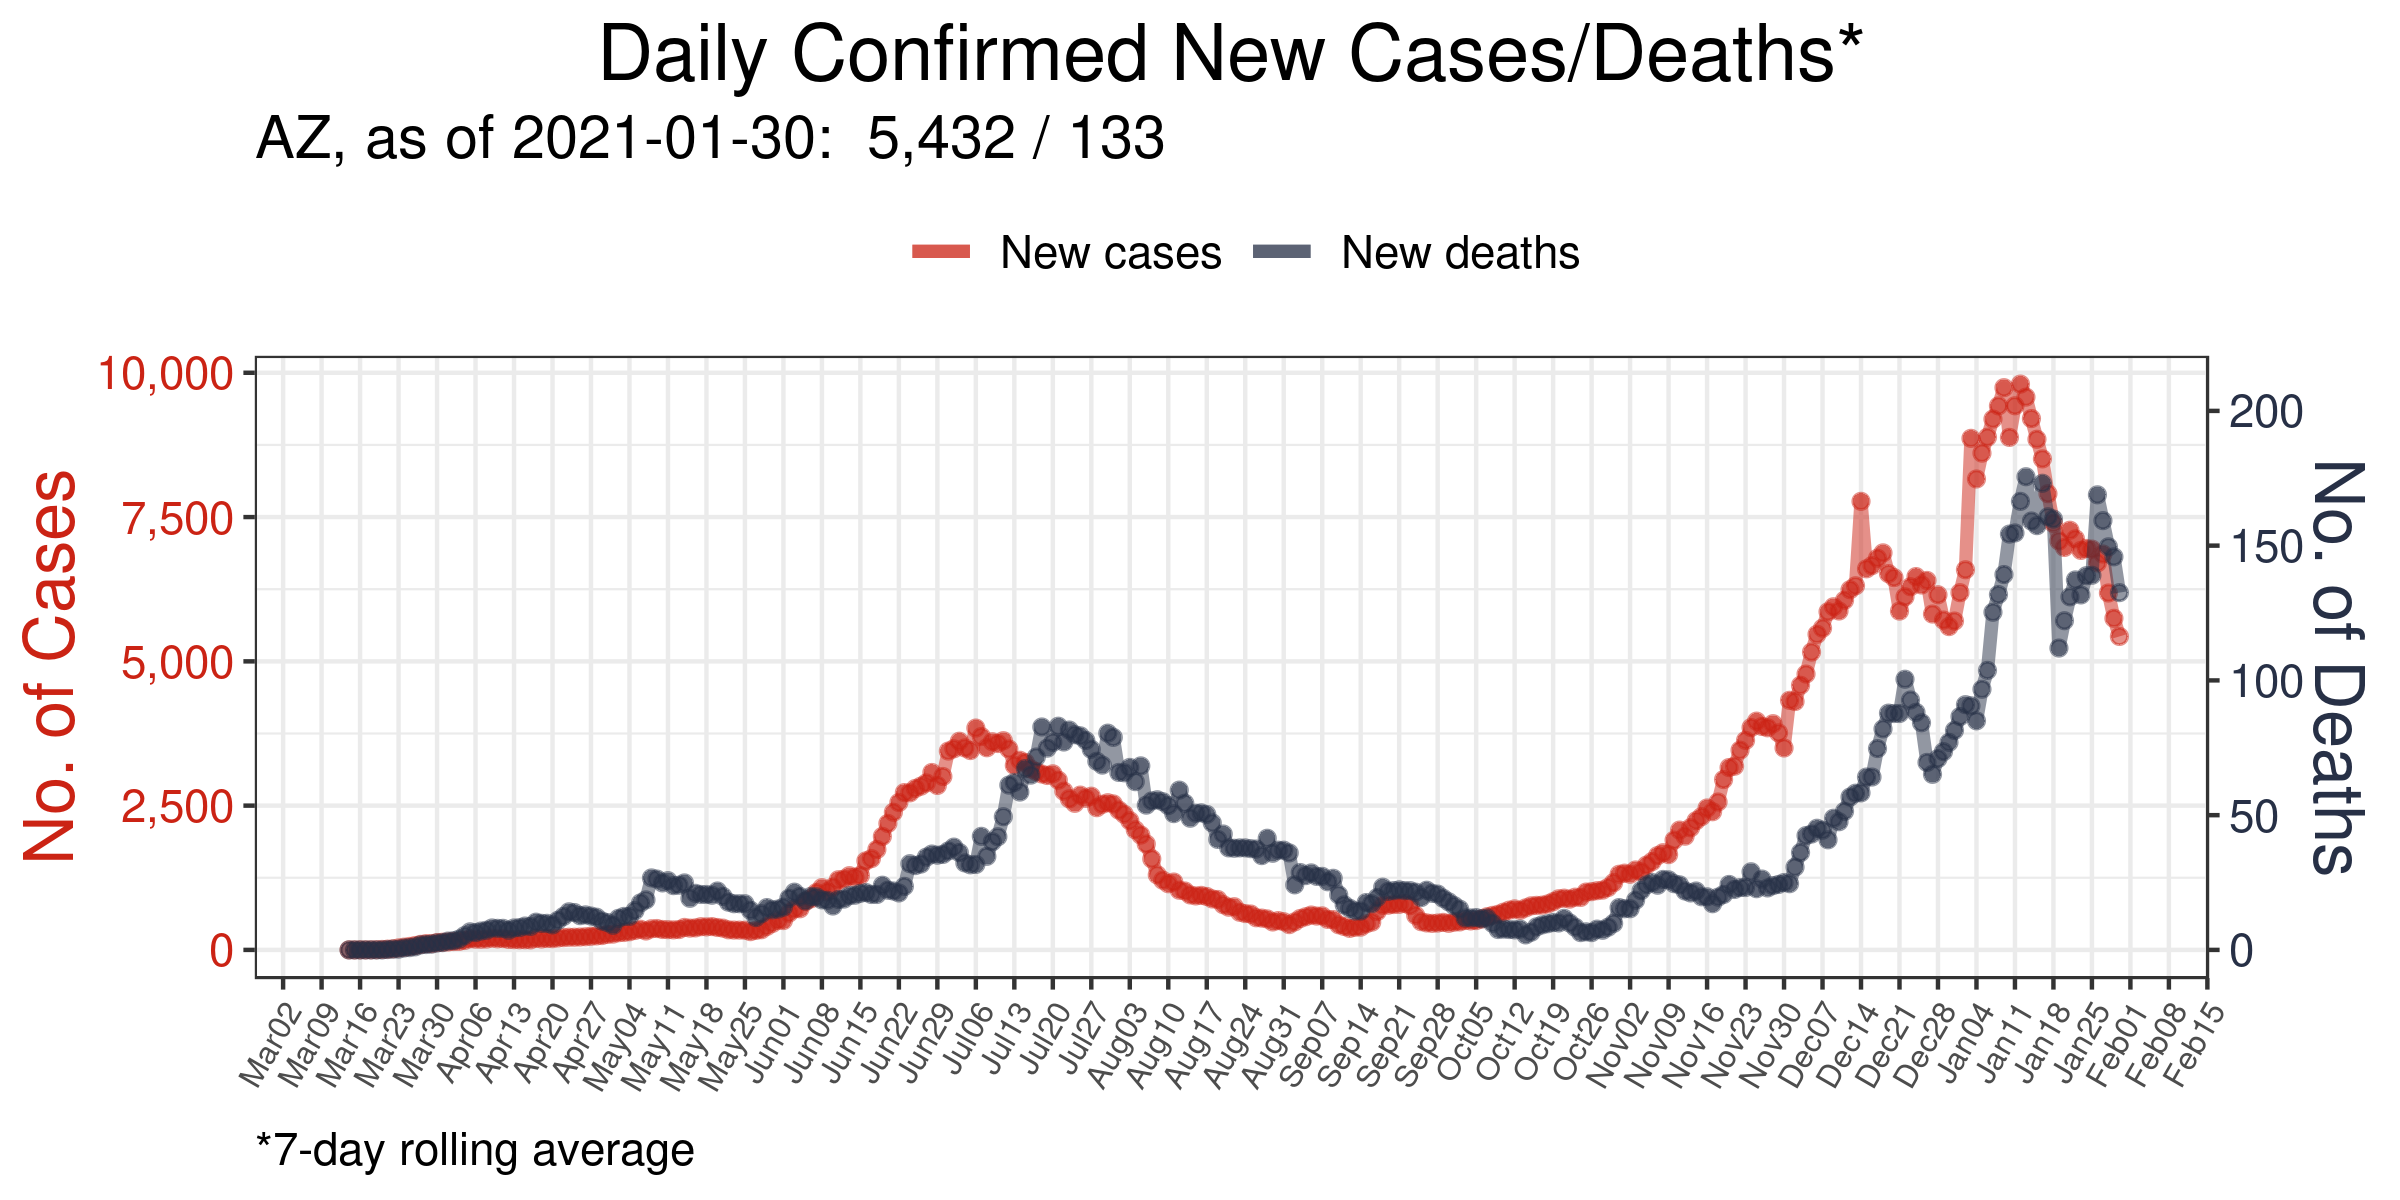 Daily Confirmed New Cases/Deaths*
AZ, as of 2021-01-30:  5,432 / 133
New cases
New deaths
No. of Cases
10,000
7,500
5,000
2,500
0
200
150
100
50
0
No. of Deaths
Mar02
Mar09
Mar16
Mar23
Mar30
Apr06
Apr13
Apr20
Apr27
May04
May11
May18
May25
Jun01
Jun08
Jun15
Jun22
Jun29
Jul06
Jul13
Jul20
Jul27
Aug03
Aug10
Aug17
Aug24
Aug31
Sep07
Sep14
Sep21
Sep28
Oct05
Oct12
Oct19
Oct26
Nov02
Nov09
Nov16
Nov23
Nov30
Dec07
Dec14
Dec21
Dec28
Jan04
Jan11
Jan18
Jan25
Feb01
Feb08
Feb15
*7-day rolling average